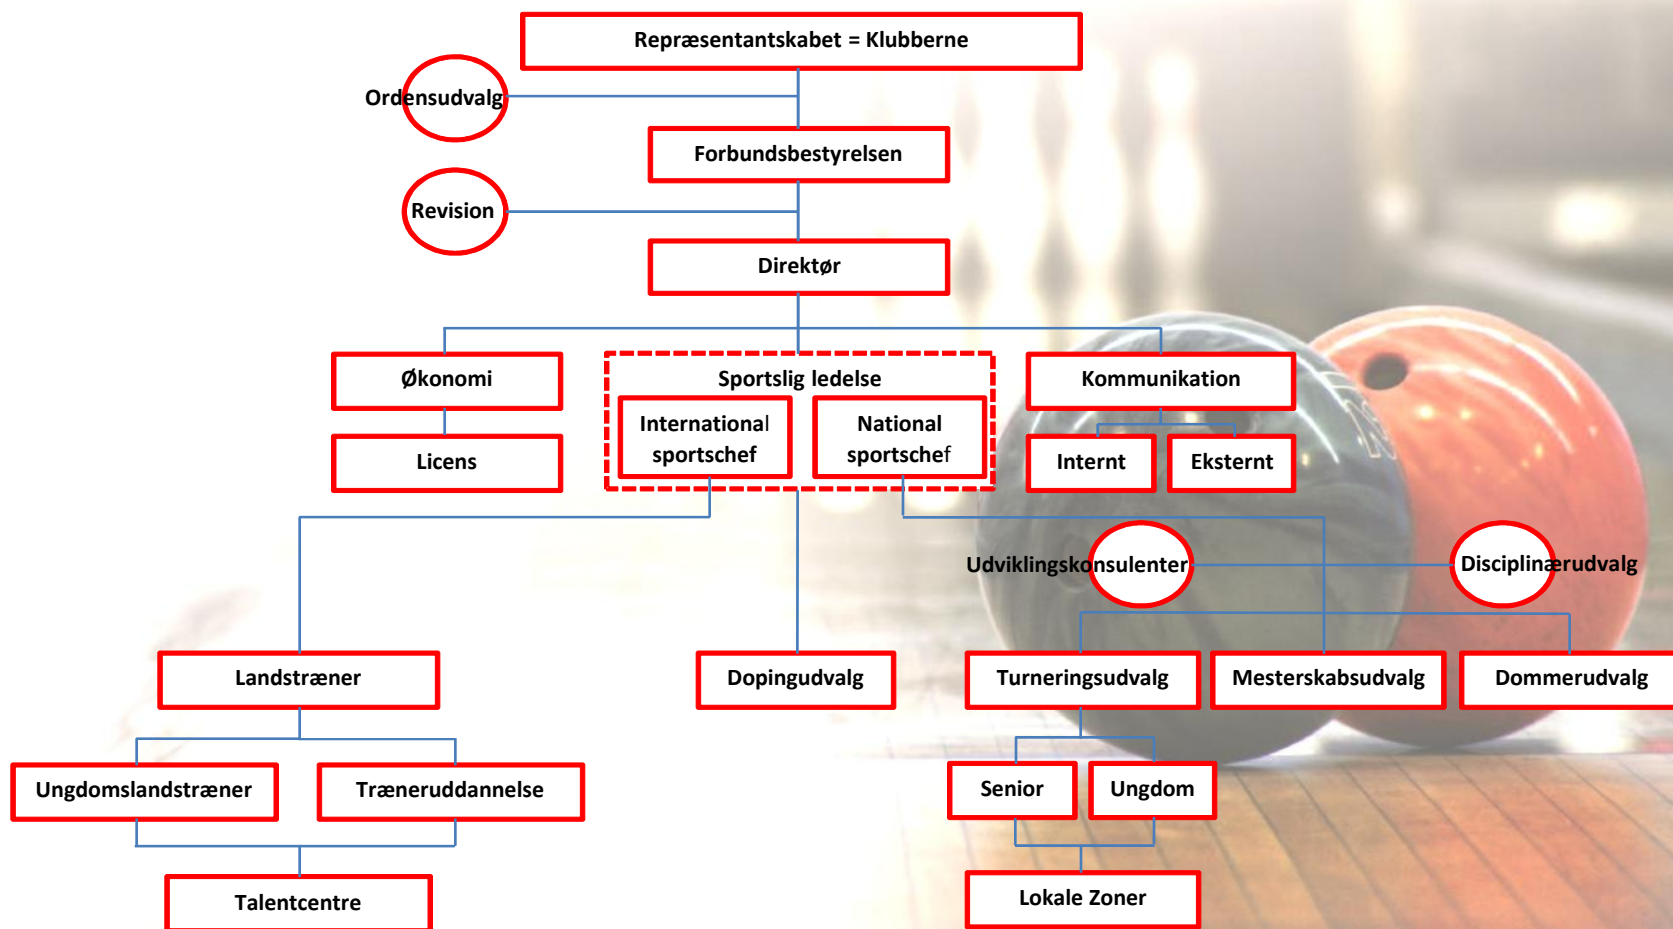 Repræsentantskabet = Klubberne
Ordensudvalg
Forbundsbestyrelsen
Revision
Direktør
Økonomi
Sportslig ledelse
Kommunikation
International
sportschef
National
sportschef
Licens
Internt
Eksternt
Udviklingskonsulenter
Disciplinærudvalg
Landstræner
Dopingudvalg
Turneringsudvalg
Mesterskabsudvalg
Dommerudvalg
Ungdomslandstræner
Træneruddannelse
Senior
Ungdom
Talentcentre
Lokale Zoner